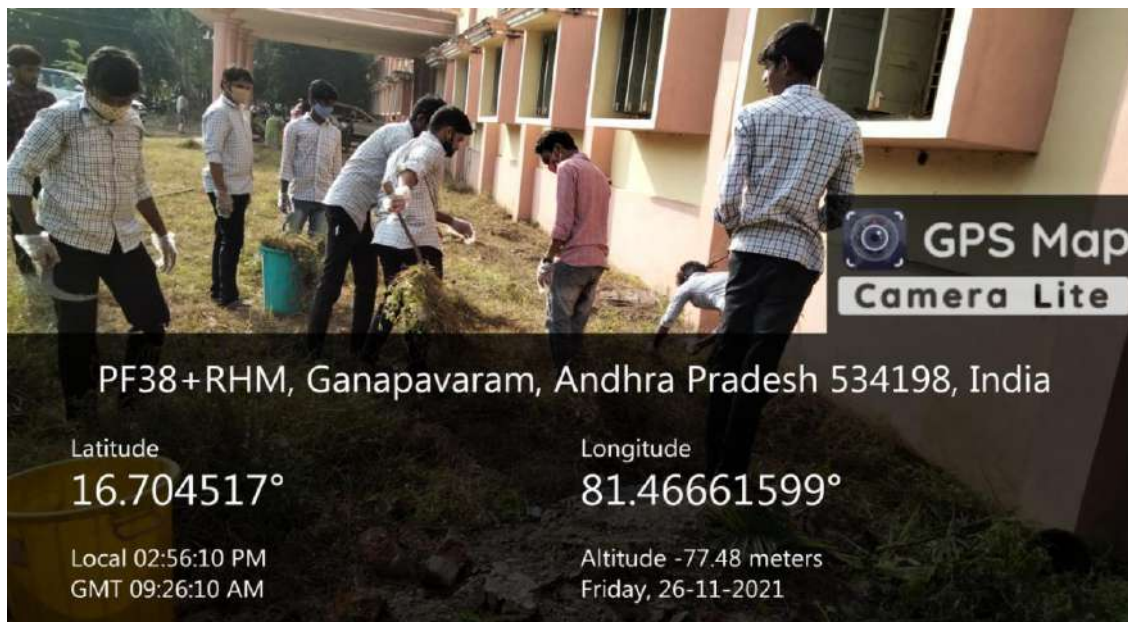 GPS Map
Camera Lite
PF38+RHM, Ganapavaram, Andhra Pradesh 534198, India
Latitude
16.704517°
Longitude
81.46661599°
Local 02:56:10 PM
GMT 09:26:10 AM
Altitude -77.48 meters
Friday, 26-11-2021